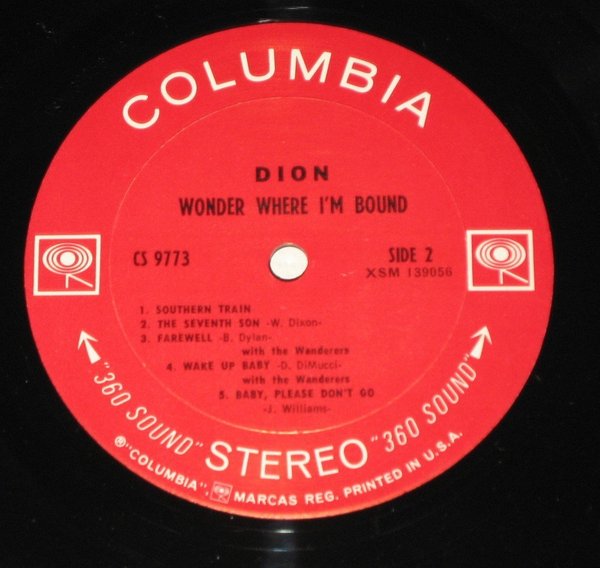 COLUMBIA
DION
WONDER WHERE I'M BOUND
CS 9773
SIDE 2
XSM 139056
1. SOUTHERN TRAIN
2. THE SEVENTH SON -W. Dixon-
3. FAREWELL -B. Dylan-
with the Wanderers
4. WAKE UP BABY -D. DiMucci-
with the Wanderers
5. BABY, PLEASE DON'T GO
-J. Williams-
"360 SOUND" STEREO "360 SOUND"
® "COLUMBIA", MARCAS REG. PRINTED IN U.S.A.